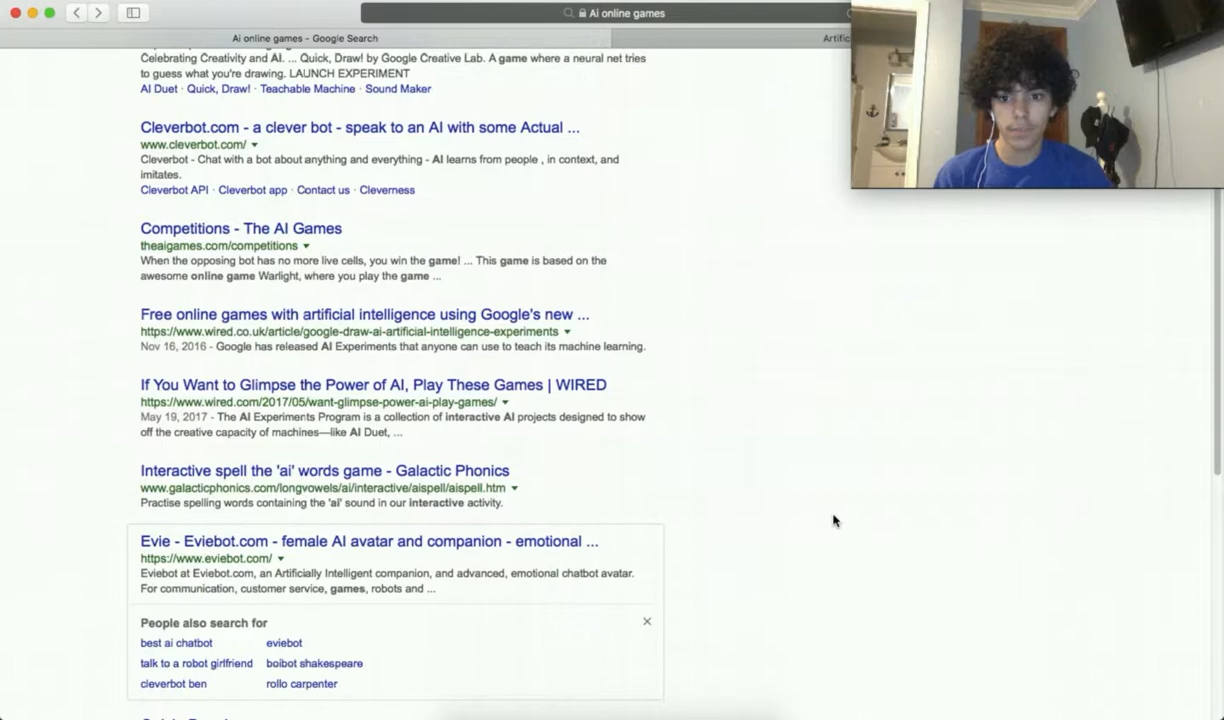 Ai online games
Ai online games - Google Search
Artific
Celebrating Creativity and AI. ... Quick, Draw! by Google Creative Lab. A game where a neural net tries
to guess what you're drawing. LAUNCH EXPERIMENT
AI Duet · Quick, Draw! · Teachable Machine · Sound Maker
Cleverbot.com - a clever bot - speak to an AI with some Actual ...
www.cleverbot.com/
Cleverbot - Chat with a bot about anything and everything - AI learns from people , in context, and
imitates.
Cleverbot API · Cleverbot app · Contact us · Cleverness
Competitions - The AI Games
theaigames.com/competitions
When the opposing bot has no more live cells, you win the game! ... This game is based on the
awesome online game Warlight, where you play the game ...
Free online games with artificial intelligence using Google's new ...
https://www.wired.co.uk/article/google-draw-ai-artificial-intelligence-experiments
Nov 16, 2016 - Google has released AI Experiments that anyone can use to teach its machine learning.
If You Want to Glimpse the Power of AI, Play These Games | WIRED
https://www.wired.com/2017/05/want-glimpse-power-ai-play-games/
May 19, 2017 - The AI Experiments Program is a collection of interactive AI projects designed to show
off the creative capacity of machines—like AI Duet, ...
Interactive spell the 'ai' words game - Galactic Phonics
www.galacticphonics.com/longvowels/ai/interactive/aispell/aispell.htm
Practise spelling words containing the 'ai' sound in our interactive activity.
Evie - Eviebot.com - female AI avatar and companion - emotional ...
https://www.eviebot.com/
Eviebot at Eviebot.com, an Artificially Intelligent companion, and advanced, emotional chatbot avatar.
For communication, customer service, games, robots and ...
People also search for
best ai chatbot
eviebot
talk to a robot girlfriend
boibot shakespeare
cleverbot ben
rollo carpenter